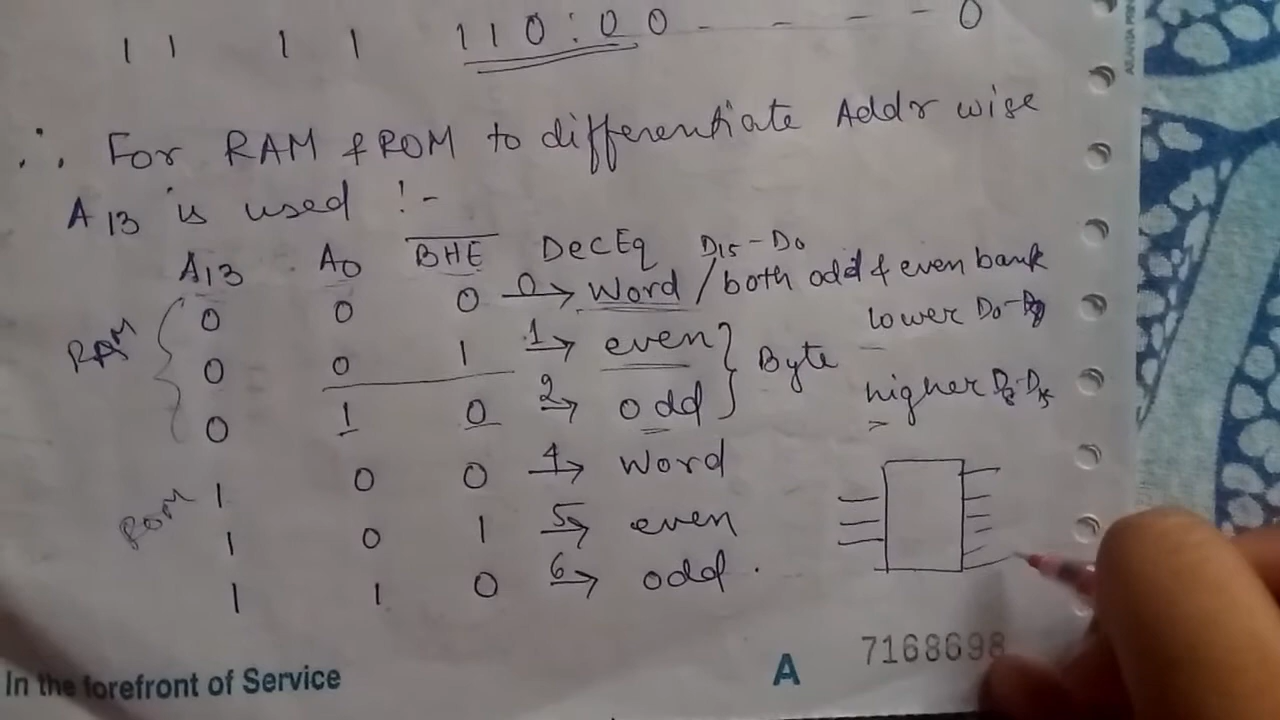 1 1 1 1 1 1 0 : 0 0 - - - - 0
∴ For RAM & ROM to differentiate Addr wise
A13 is used !-
A13 A0 B̅H̅E̅ DecEq D15-D0
RAM 0 0 0 0→ Word / both odd & even bank
0 0 1 1→ even } Byte lower D0-D8
0 1 0 2→ odd higher D8-D15
ROM 1 0 0 4→ Word
1 0 1 5→ even
1 1 0 6→ odd.
In the forefront of Service A 7168698